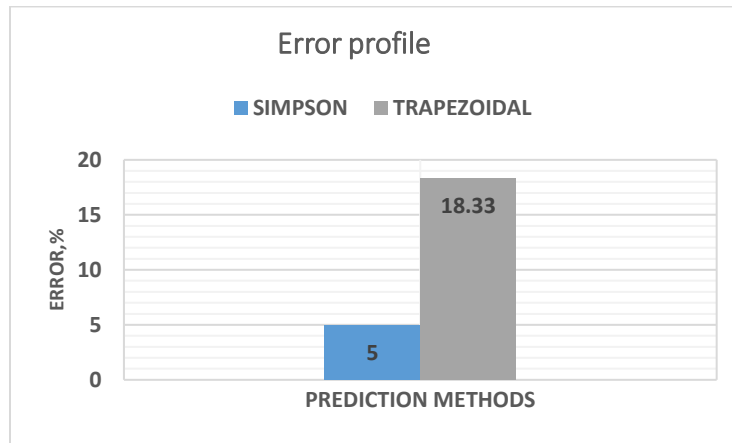 Error profile
SIMPSON TRAPEZOIDAL
20
15
10
5
0
ERROR,%
18.33
5
PREDICTION METHODS